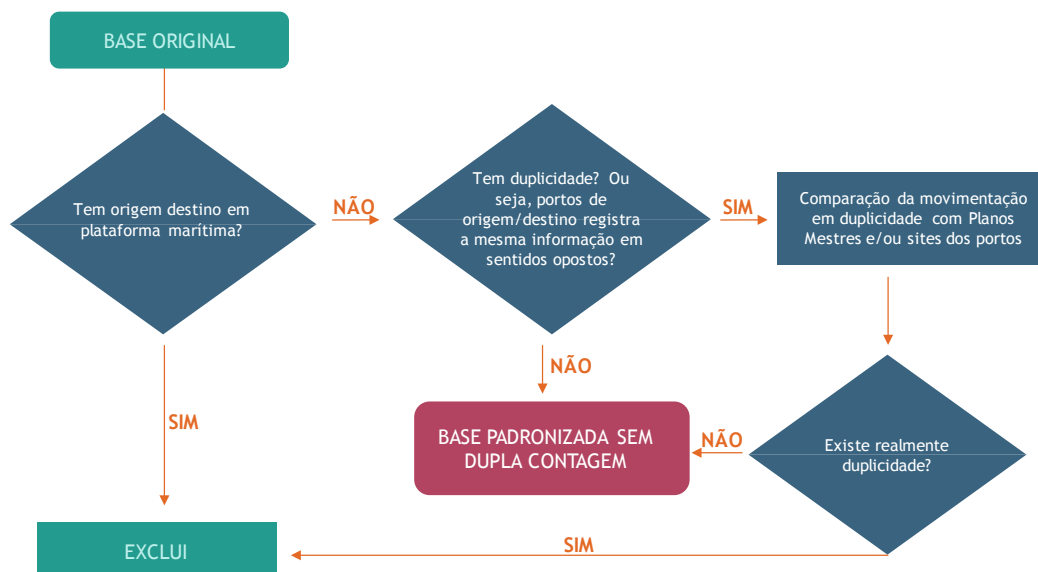 BASE ORIGINAL
Tem origem destino em
plataforma marítima?
NÃO
Tem duplicidade? Ou
seja, portos de
origem/destino registra
a mesma informação em
sentidos opostos?
SIM
Comparação da movimentação
em duplicidade com Planos
Mestres e/ou sites dos portos
NÃO
SIM
BASE PADRONIZADA SEM
DUPLA CONTAGEM
NÃO
Existe realmente
duplicidade?
EXCLUI
SIM